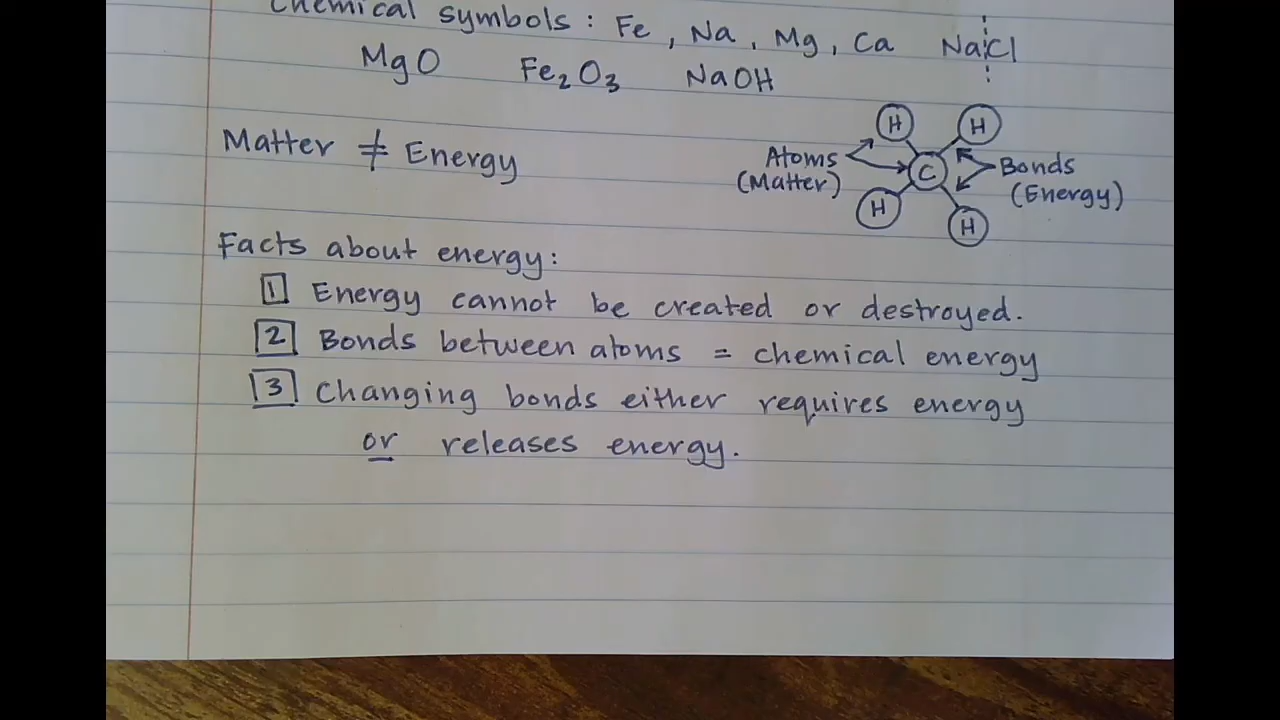 Chemical symbols: Fe, Na, Mg, Ca NaCl
MgO Fe₂O₃ NaOH
H H
Matter ≠ Energy
Atoms C Bonds
(Matter) (Energy)
H H
Facts about energy:
1 Energy cannot be created or destroyed.
2 Bonds between atoms = chemical energy
3 Changing bonds either requires energy
or releases energy.